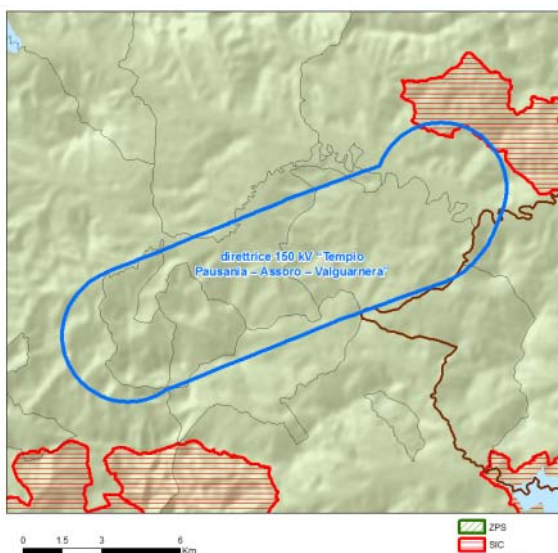 direttrice 150 kV "Tempio
Pausania – Assoro – Valguarnera"
0 1.5 3 6
Km
ZPS
SIC